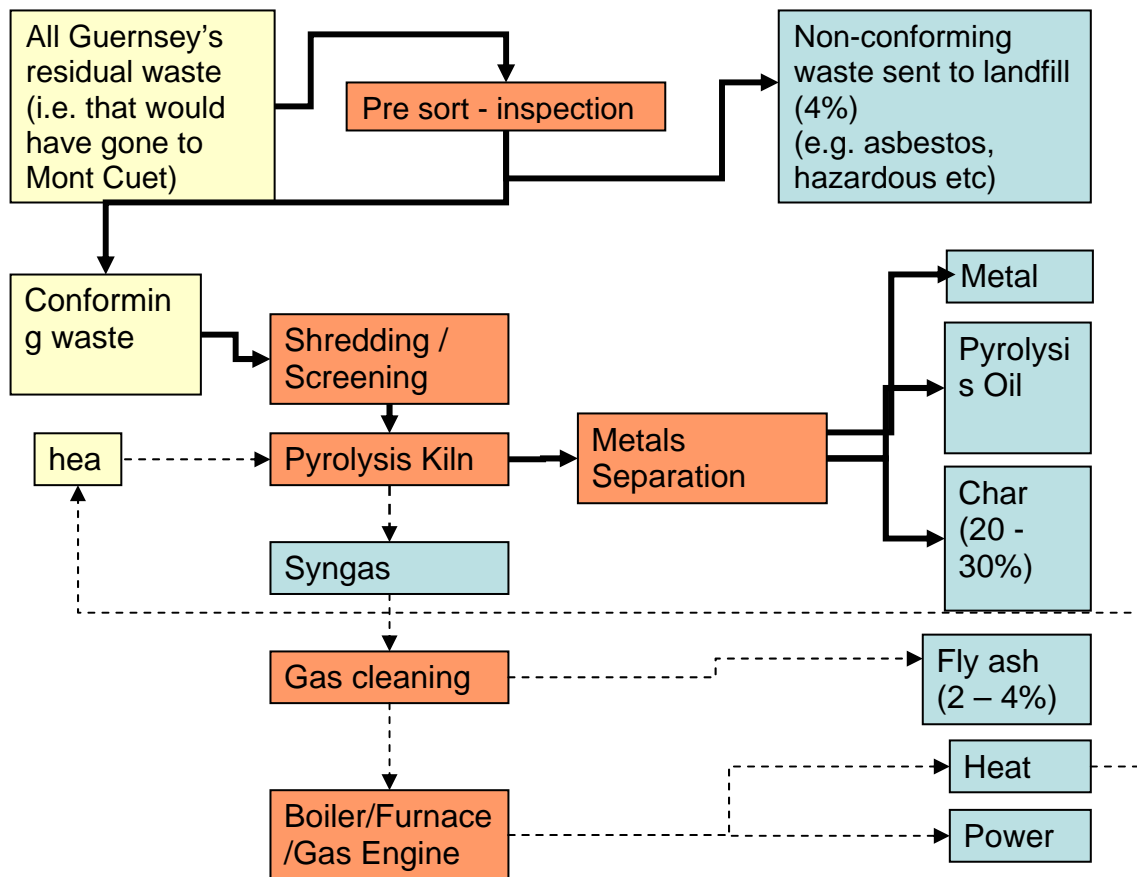 All Guernsey’s
residual waste
(i.e. that would
have gone to
Mont Cuet)
Pre sort - inspection
Non-conforming
waste sent to landfill
(4%)
(e.g. asbestos,
hazardous etc)
Conformin
g waste
Shredding /
Screening
Metal
Pyrolysi
s Oil
hea
Pyrolysis Kiln
Metals
Separation
Char
(20 -
30%)
Syngas
Gas cleaning
Fly ash
(2 – 4%)
Heat
Boiler/Furnace
/Gas Engine
Power